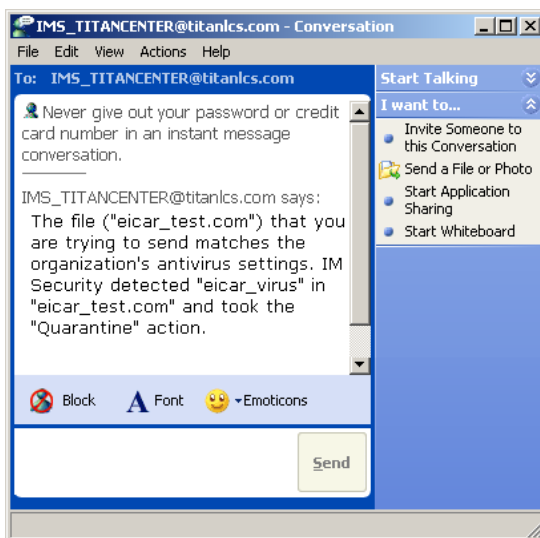 IMS_TITANCENTER@titanlcs.com - Conversation
File Edit View Actions Help
To: IMS_TITANCENTER@titanlcs.com
Never give out your password or credit
card number in an instant message
conversation.
IMS_TITANCENTER@titanlcs.com says:
The file ("eicar_test.com") that you
are trying to send matches the
organization's antivirus settings. IM
Security detected "eicar_virus" in
"eicar_test.com" and took the
"Quarantine" action.
Block A Font Emoticons
Send
Start Talking
I want to...
Invite Someone to
this Conversation
Send a File or Photo
Start Application
Sharing
Start Whiteboard